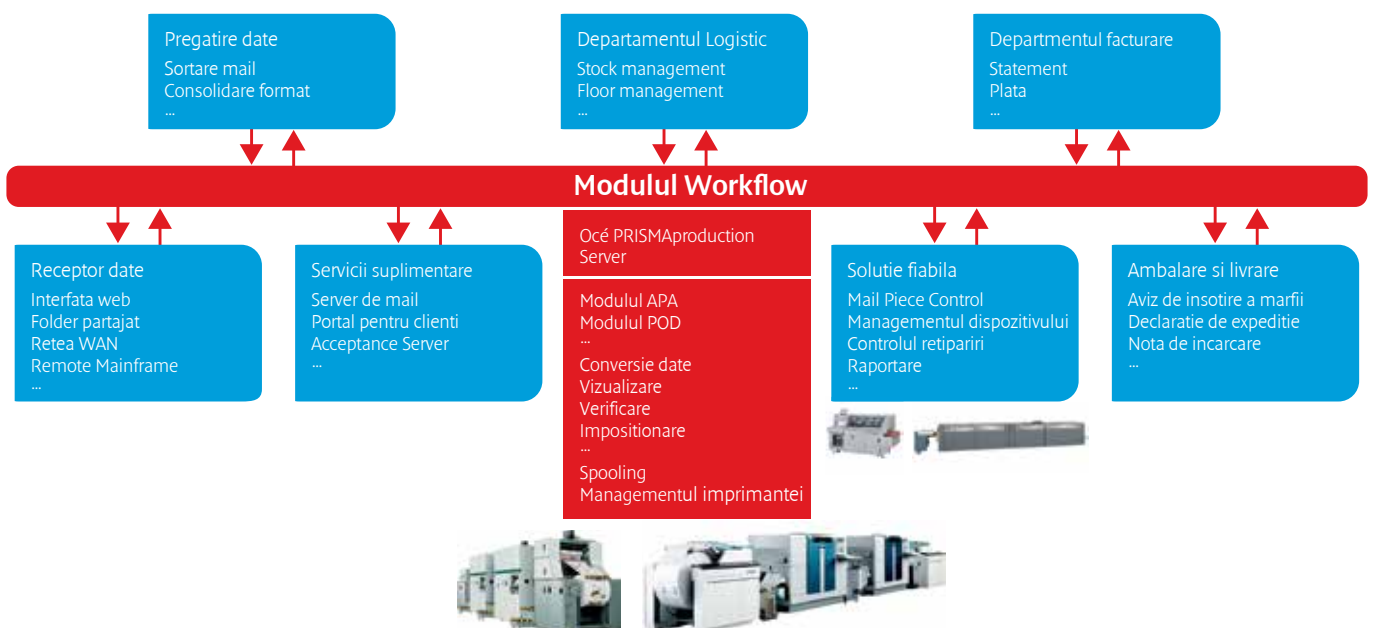 Pregatire date
Sortare mail
Consolidare format
...
Departamentul Logistic
Stock management
Floor management
...
Departmentul facturare
Statement
Plata
...
Modulul Workflow
Receptor date
Interfata web
Folder partajat
Retea WAN
Remote Mainframe
...
Servicii suplimentare
Server de mail
Portal pentru clienti
Acceptance Server
...
Océ PRISMAproduction
Server
Modulul APA
Modulul POD
...
Conversie date
Vizualizare
Verificare
Impositionare
...
Spooling
Managementul imprimantei
Solutie fiabila
Mail Piece Control
Managementul dispozitivului
Controlul retipariri
Raportare
...
Ambalare si livrare
Aviz de insotire a marfii
Declaratie de expeditie
Nota de incarcare
...